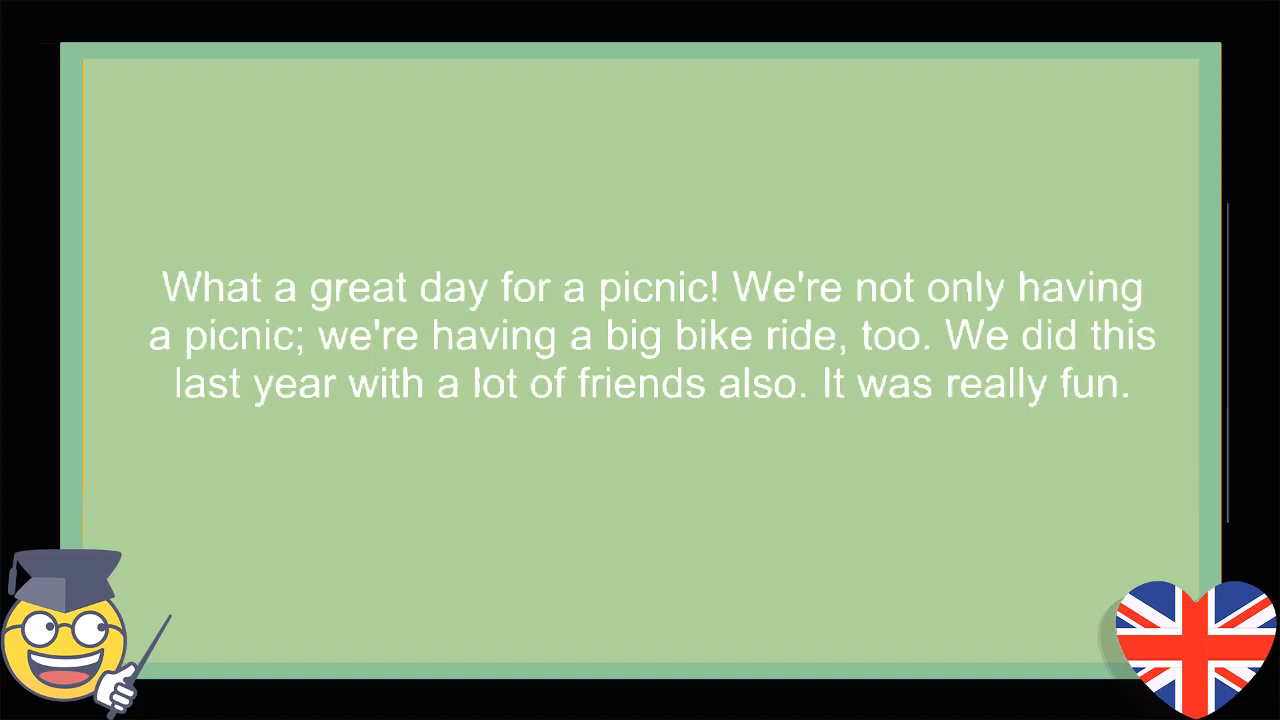 What a great day for a picnic! We're not only having
a picnic; we're having a big bike ride, too. We did this
last year with a lot of friends also. It was really fun.